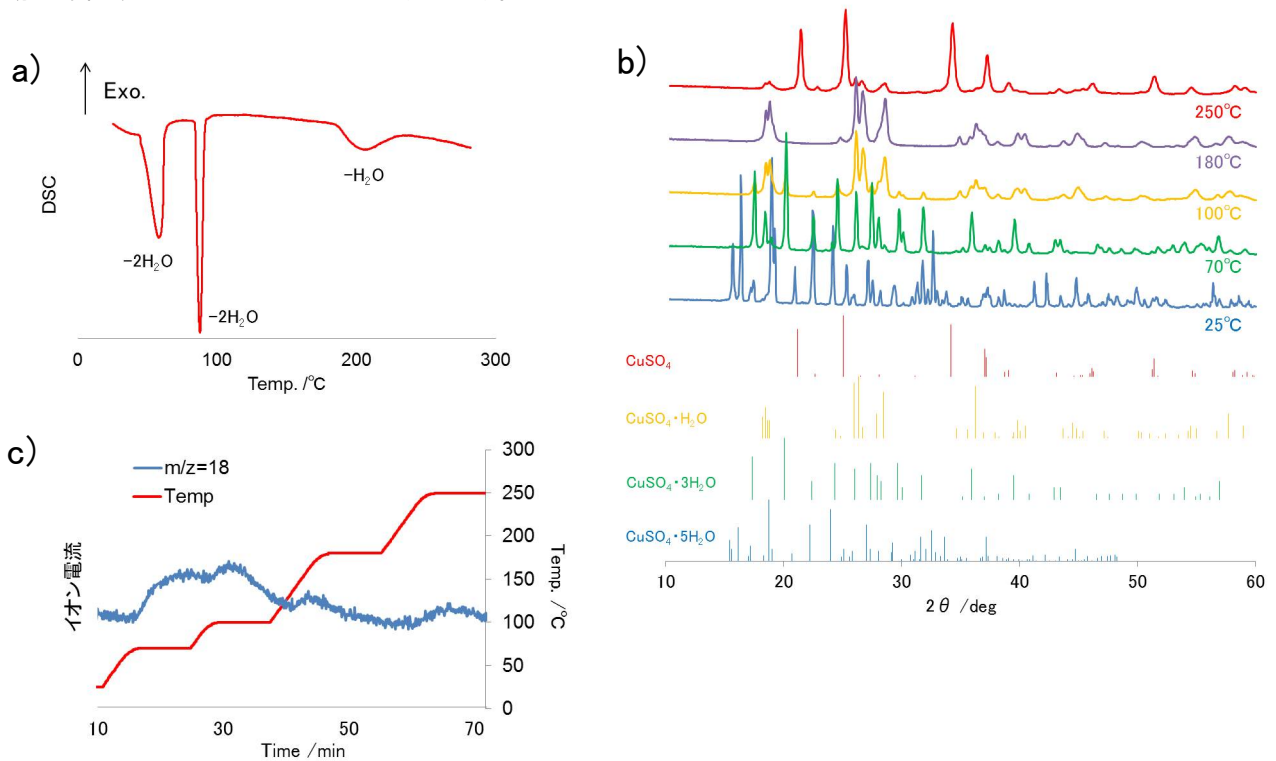 a)
Exo.
DSC
-2H₂O
-2H₂O
-H₂O
0
100
200
300
Temp. /℃
b)
250℃
180℃
100℃
70℃
25℃
CuSO₄
CuSO₄・H₂O
CuSO₄・3H₂O
CuSO₄・5H₂O
10
20
30
40
50
60
2θ /deg
c)
m/z=18
Temp
イオン電流
300
250
200
150
100
50
0
Temp. /℃
10
30
50
70
Time /min